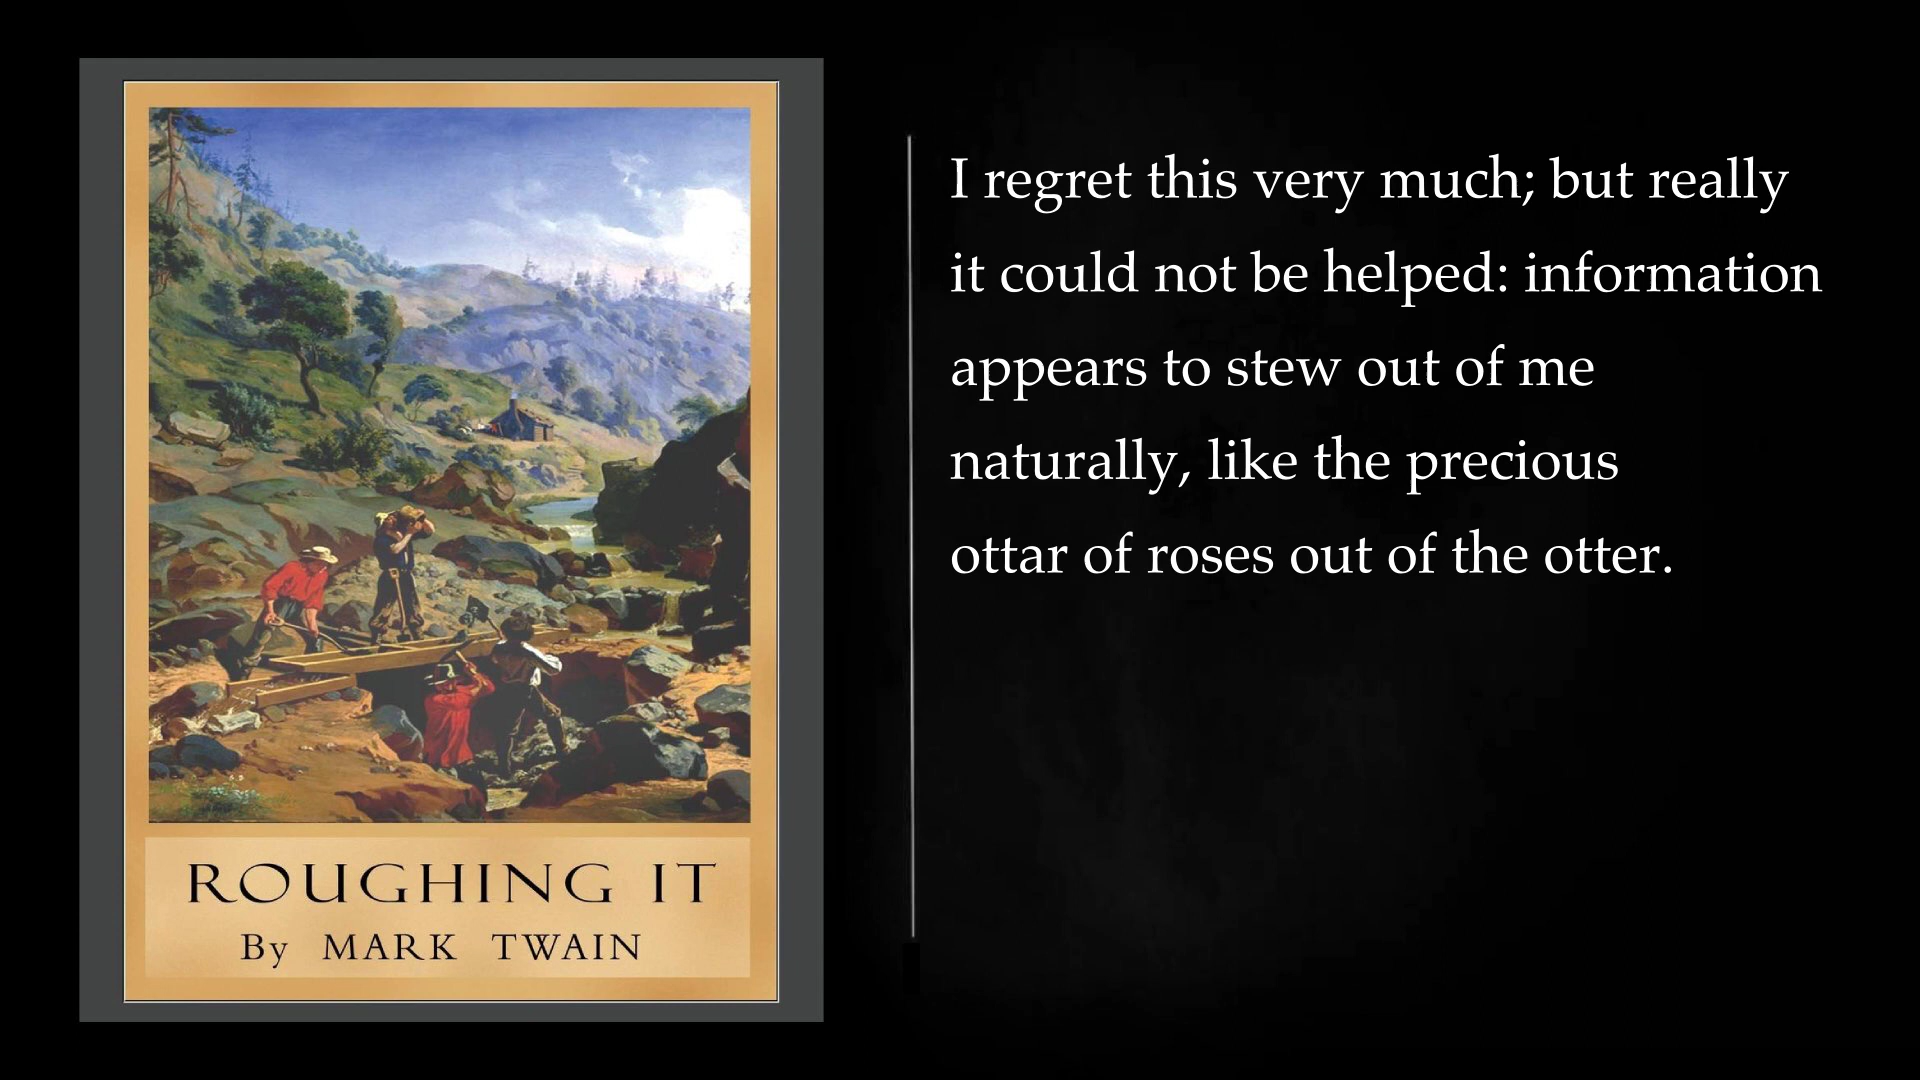 I regret this very much; but really
it could not be helped: information
appears to stew out of me
naturally, like the precious
ottar of roses out of the otter.
ROUGHING IT
By MARK TWAIN